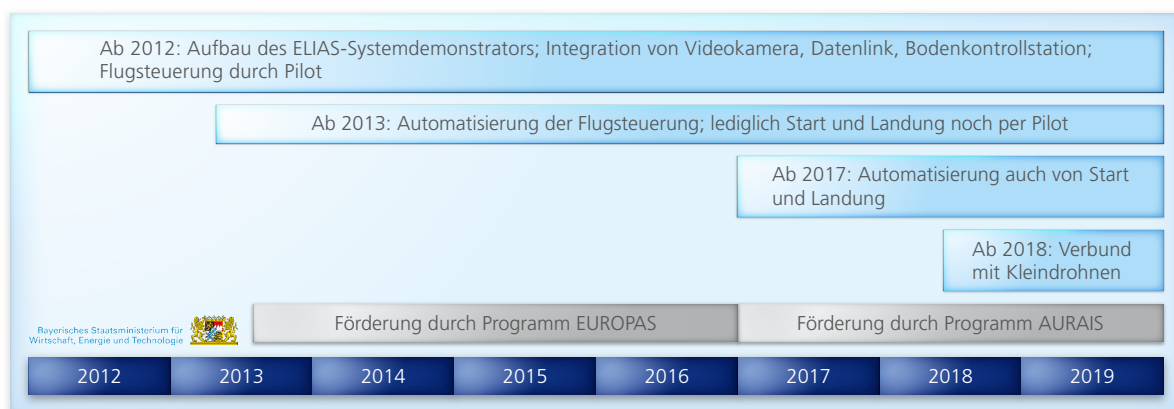 Ab 2012: Aufbau des ELIAS-Systemdemonstrators; Integration von Videokamera, Datenlink, Bodenkontrollstation;
Flugsteuerung durch Pilot
Ab 2013: Automatisierung der Flugsteuerung; lediglich Start und Landung noch per Pilot
Ab 2017: Automatisierung auch von Start
und Landung
Ab 2018: Verbund
mit Kleindrohnen
Bayerisches Staatsministerium für
Wirtschaft, Energie und Technologie
Förderung durch Programm EUROPAS
Förderung durch Programm AURAIS
2012 2013 2014 2015 2016 2017 2018 2019